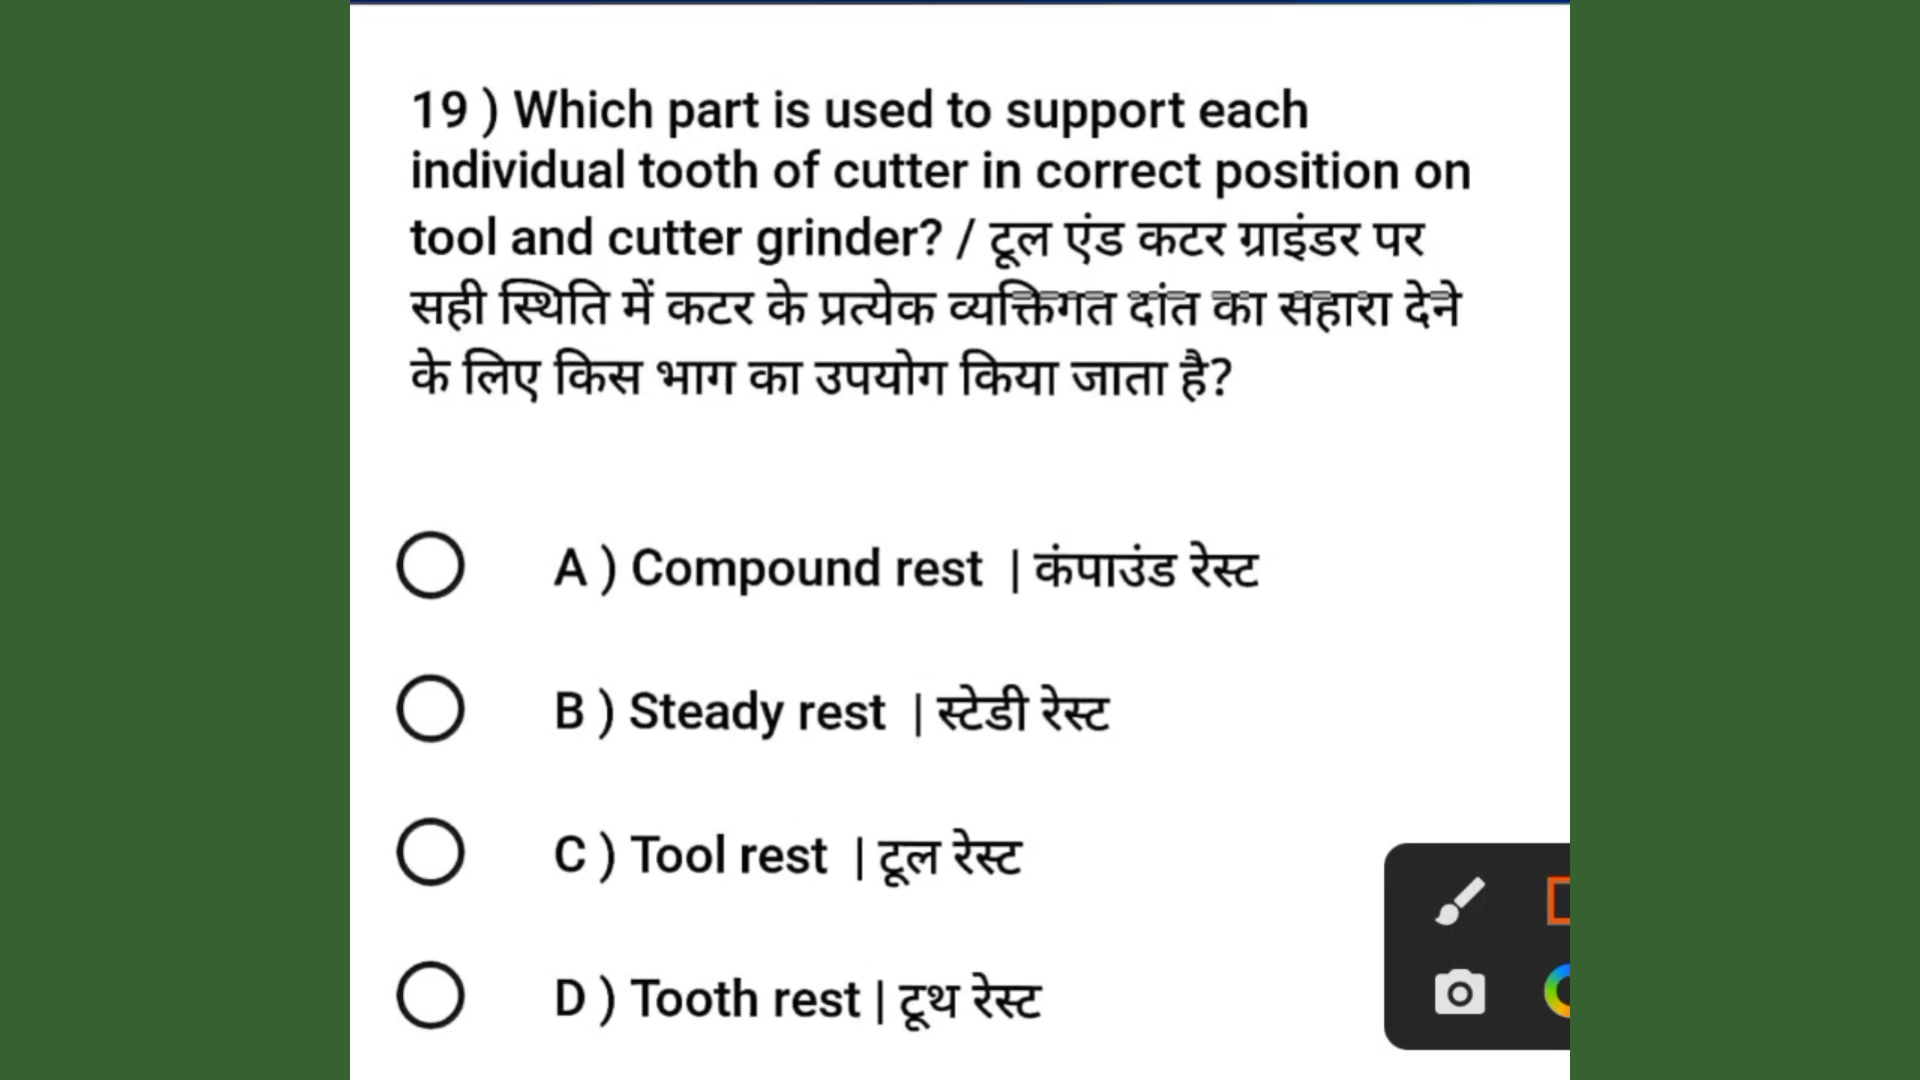 19 ) Which part is used to support each
individual tooth of cutter in correct position on
tool and cutter grinder? / टूल एंड कटर ग्राइंडर पर
सही स्थिति में कटर के प्रत्येक व्यक्तिगत दांत का सहारा देने
के लिए किस भाग का उपयोग किया जाता है?
A ) Compound rest | कंपाउंड रेस्ट
B ) Steady rest | स्टेडी रेस्ट
C ) Tool rest | टूल रेस्ट
D ) Tooth rest | टूथ रेस्ट